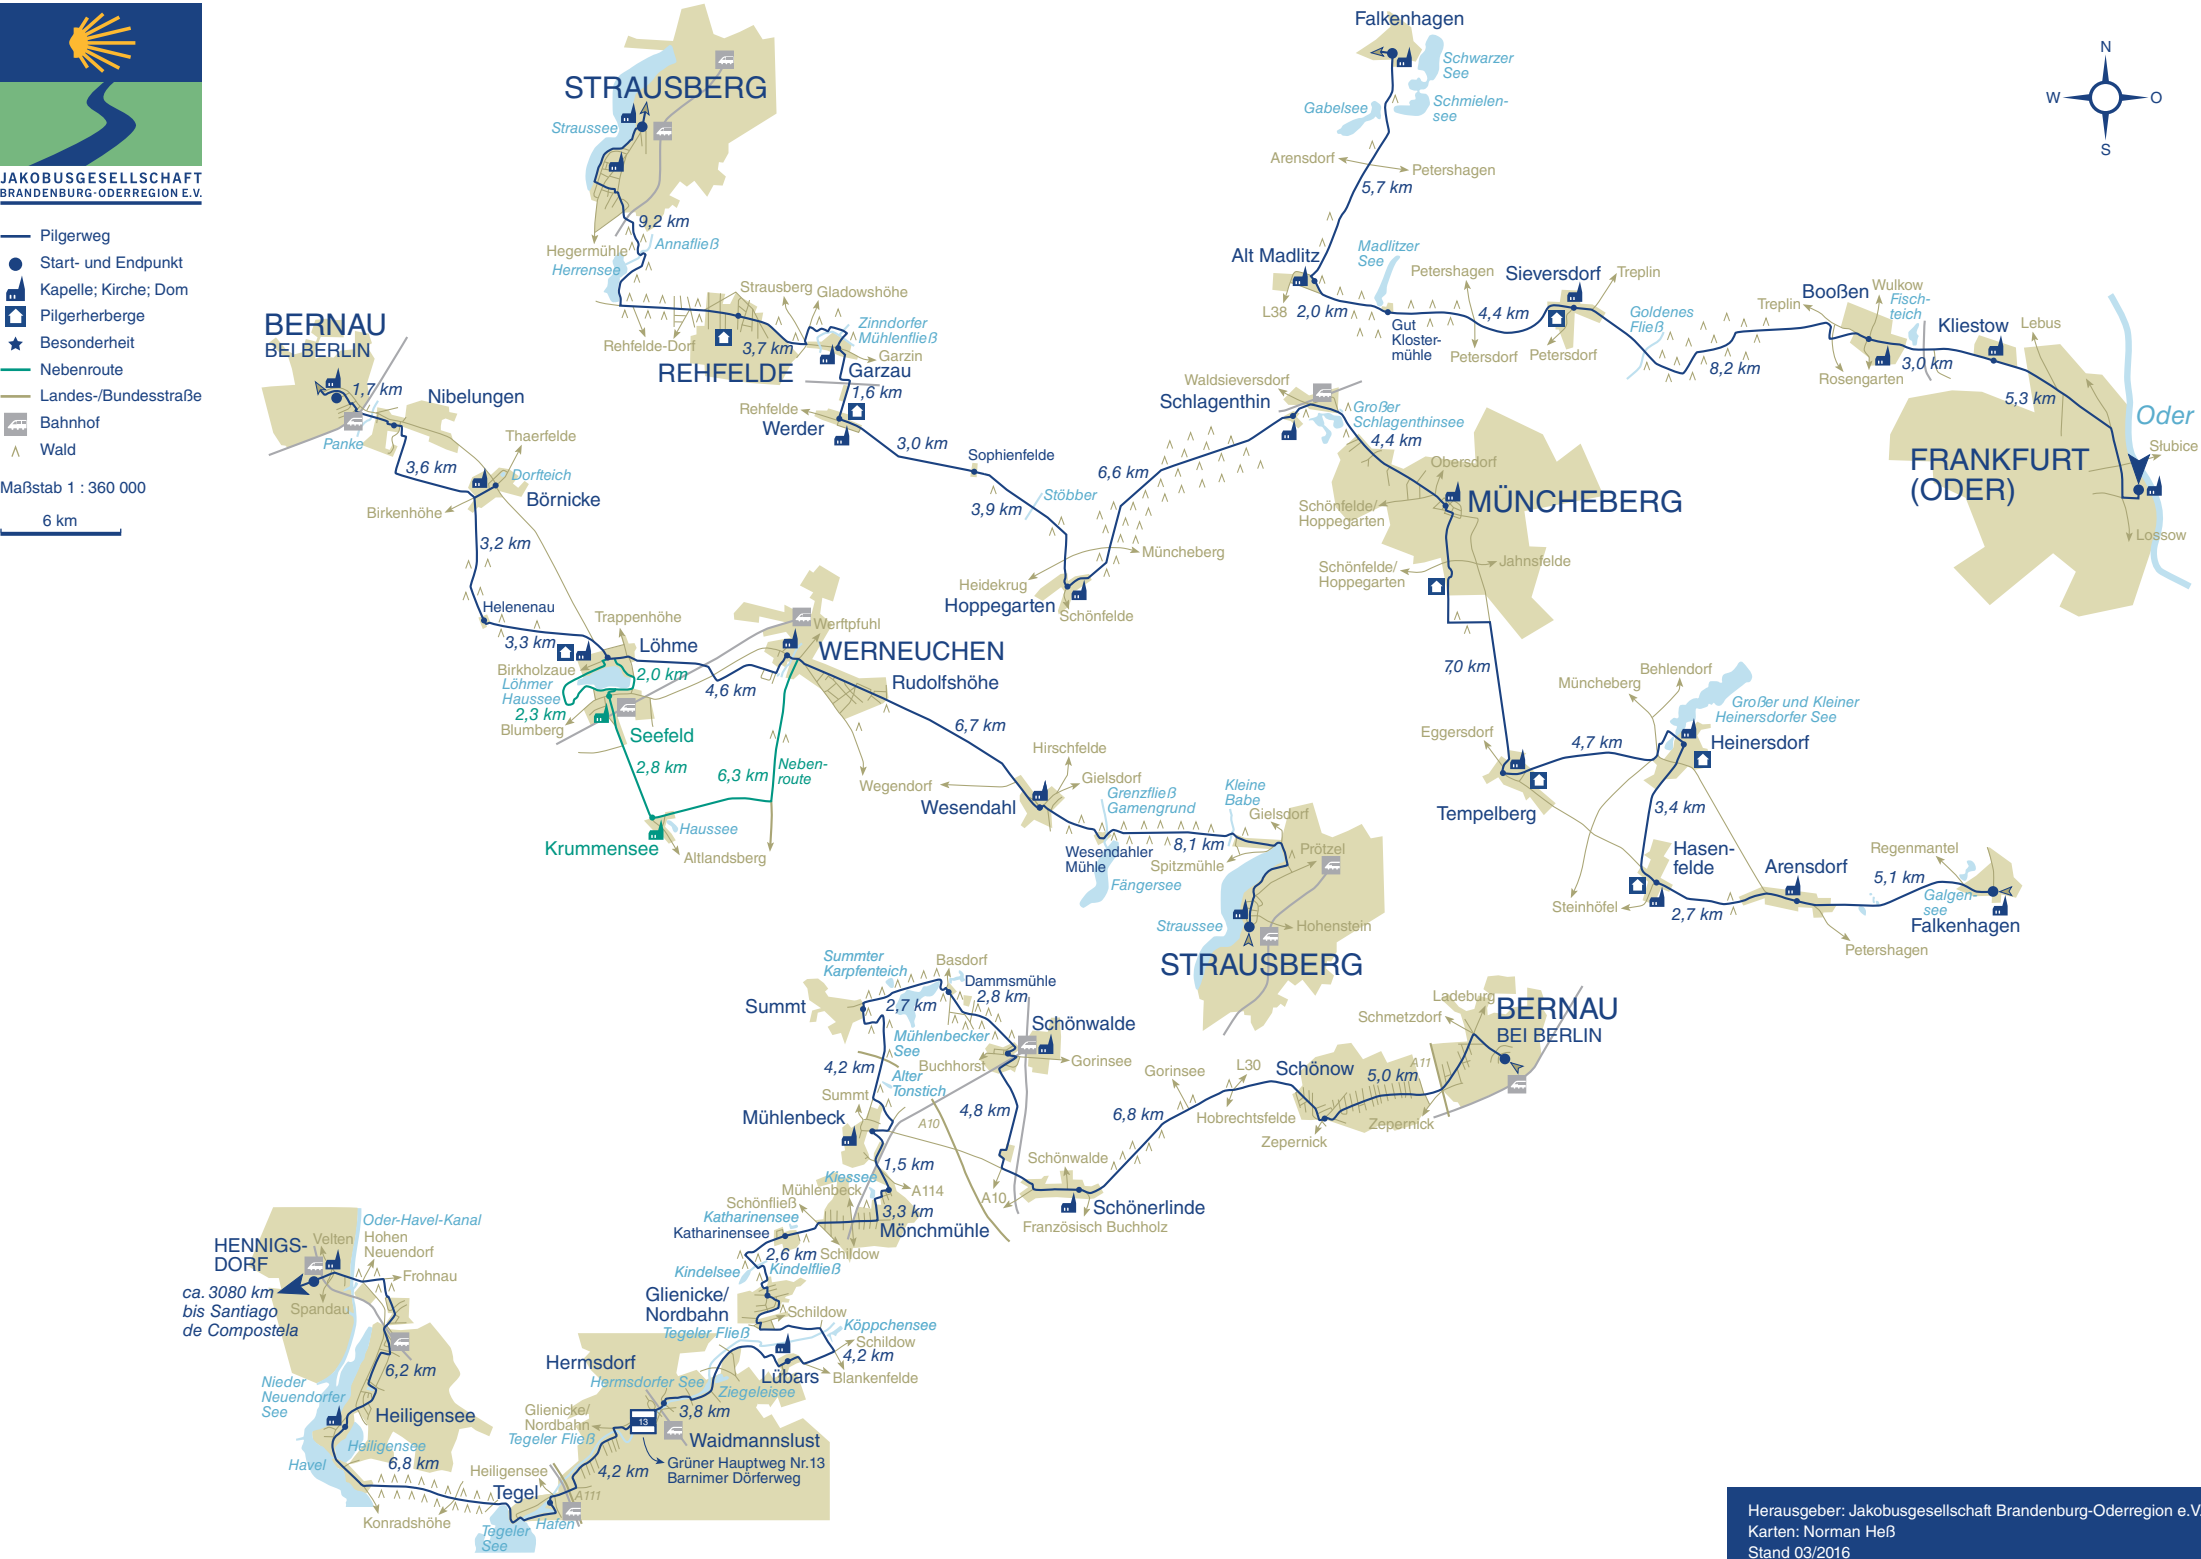 JAKOBUSGESELLSCHAFT
BRANDENBURG-ODERREGION E.V.
Pilgerweg
Start- und Endpunkt
Kapelle; Kirche; Dom
Pilgerherberge
Besonderheit
Nebenroute
Landes-/Bundesstraße
Bahnhof
Wald
Maßstab 1 : 360 000
6 km
N
W
O
S
STRAUSBERG
Straussee
9,2 km
Hegermühle
Annafließ
Herrensee
Strausberg
Gladowshöhe
Zinndorfer
Mühlenfließ
Rehfelde-Dorf
3,7 km
Garzin
REHFELDE
Garzau
1,6 km
Rehfelde
Werder
3,0 km
Sophienfelde
3,9 km
Stöbber
Heidekrug
Hoppegarten
Schönfelde
Müncheberg
6,6 km
Waldsieversdorf
Schlagenthin
Großer
Schlagenthinsee
4,4 km
Obersdorf
MÜNCHEBERG
Schönfelde/
Hoppegarten
Schönfelde/
Hoppegarten
Jahnsfelde
7,0 km
Eggersdorf
Tempelberg
4,7 km
Müncheberg
Behlendorf
Großer und Kleiner
Heinersdorfer See
Heinersdorf
3,4 km
Hasen-
felde
Steinhöfel
2,7 km
Arensdorf
Petershagen
5,1 km
Regenmantel
Galgen-
see
Falkenhagen
Falkenhagen
Schwarzer
See
Schmielen-
see
Gabelsee
Arensdorf
Petershagen
5,7 km
Alt Madlitz
L38
2,0 km
Madlitzer
See
Gut
Kloster-
mühle
Petershagen
4,4 km
Petersdorf
Sieversdorf
Treplin
Petersdorf
Goldenes
Fließ
8,2 km
Treplin
Booßen
Wulkow
Fisch-
teich
Rosengarten
3,0 km
Kliestow
Lebus
5,3 km
Oder
Słubice
FRANKFURT
(ODER)
Lossow
BERNAU
BEI BERLIN
1,7 km
Panke
Nibelungen
3,6 km
Thaerfelde
Dorfteich
Börnicke
Birkenhöhe
3,2 km
Helenenau
3,3 km
Trappenhöhe
Löhme
Birkholzaue
Löhmer
Haussee
2,0 km
2,3 km
Blumberg
Seefeld
2,8 km
Krummensee
Haussee
Altlandsberg
6,3 km
Neben-
route
4,6 km
Werftpfuhl
WERNEUCHEN
Rudolfshöhe
6,7 km
Wegendorf
Hirschfelde
Gielsdorf
Wesendahl
Grenzfließ
Gamengrund
Wesendahler
Mühle
Fängersee
8,1 km
Kleine
Babe
Gielsdorf
Spitzmühle
Prötzel
Straussee
Hohenstein
STRAUSBERG
BERNAU
BEI BERLIN
Ladeburg
Schmetzdorf
A11
5,0 km
Schönow
Zepernick
Zepernick
L30
Hobrechtsfelde
Gorinsee
6,8 km
Schönwalde
Schönerlinde
Französisch Buchholz
A10
4,8 km
Schönwalde
Gorinsee
Buchhorst
2,8 km
Dammsmühle
Basdorf
Summter
Karpfenteich
Summt
2,7 km
Mühlenbecker
See
4,2 km
Alter
Tonstich
Summt
Mühlenbeck
A10
1,5 km
Kiessee
Mühlenbeck
A114
Schönfließ
Katharinensee
Katharinensee
3,3 km
Mönchmühle
2,6 km
Schildow
Kindelsee
Kindelfließ
Glienicke/
Nordbahn
Schildow
Tegeler Fließ
Köppchensee
Schildow
4,2 km
Lübars
Blankenfelde
Hermsdorf
Hermsdorfer See
Ziegeleisee
3,8 km
Glienicke/
Nordbahn
Tegeler Fließ
13
Waidmannslust
Grüner Hauptweg Nr.13
Barnimer Dörferweg
4,2 km
A111
Heiligensee
Tegel
Hafen
Tegeler
See
Konradshöhe
6,8 km
Heiligensee
Havel
Heiligensee
6,2 km
Nieder
Neuendorfer
See
Oder-Havel-Kanal
Hohen
Neuendorf
Frohnau
Velten
HENNIGS-
DORF
Spandau
ca. 3080 km
bis Santiago
de Compostela
Herausgeber: Jakobusgesellschaft Brandenburg-Oderregion e.V.
Karten: Norman Heß
Stand 03/2016